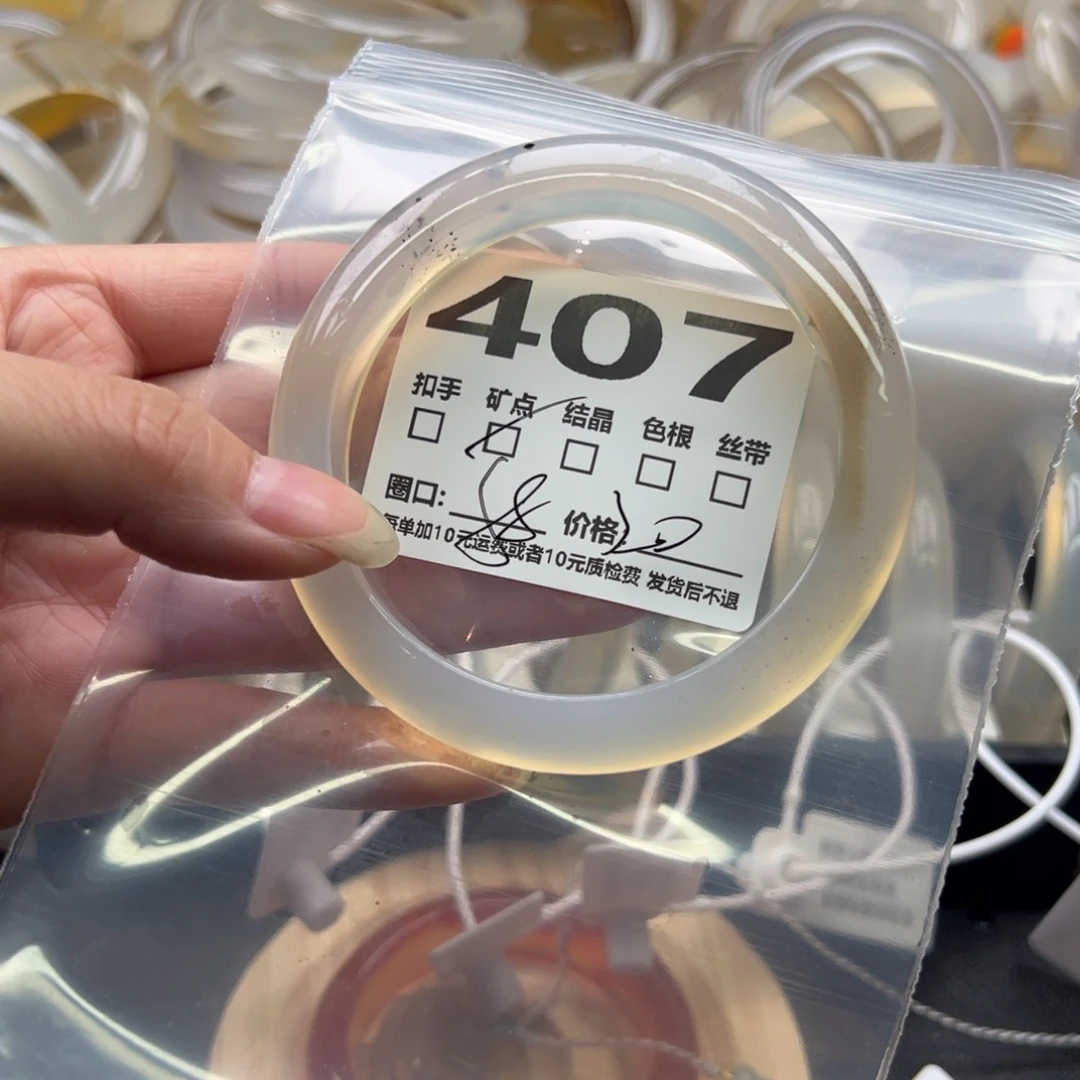 407
扣手 矿点 结晶 色根 丝带
圈口: 价格:
每单加10元运费或者10元质检费 发货后不退